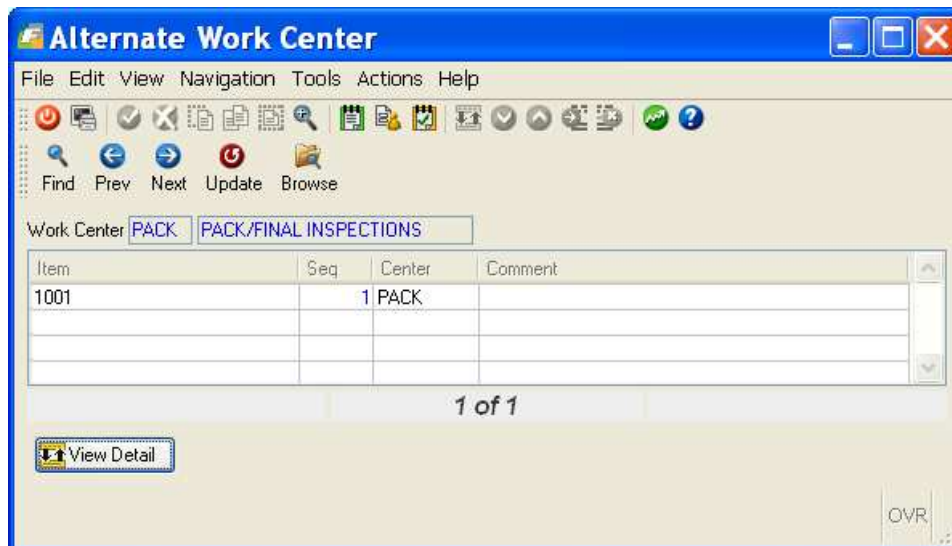 Alternate Work Center
File Edit View Navigation Tools Actions Help
Find Prev Next Update Browse
Work Center PACK PACK/FINAL INSPECTIONS
Item Seq Center Comment
1001 1 PACK
1 of 1
View Detail
OVR